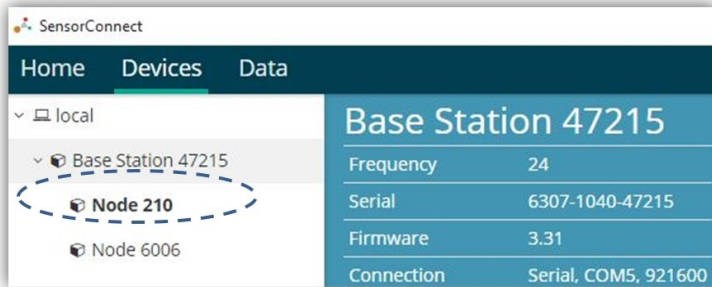 SensorConnect
Home Devices Data
local
Base Station 47215
Node 210
Node 6006
Base Station 47215
Frequency 24
Serial 6307-1040-47215
Firmware 3.31
Connection Serial, COM5, 921600